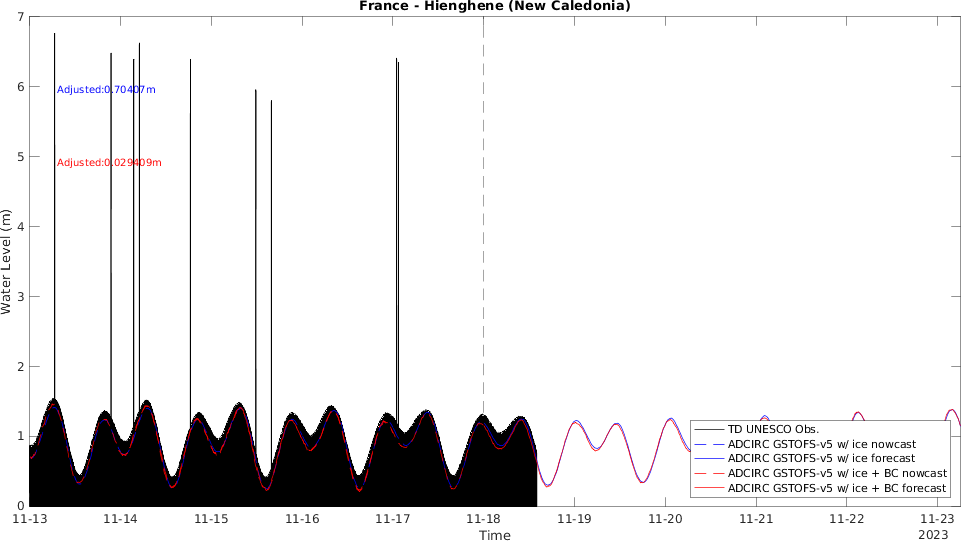 France - Hienghene (New Caledonia)
7
6
5
4
3
2
1
0
Water Level (m)
Adjusted:0.70407m
Adjusted:0.029409m
TD UNESCO Obs.
ADCIRC GSTOFS-v5 w/ ice nowcast
ADCIRC GSTOFS-v5 w/ ice forecast
ADCIRC GSTOFS-v5 w/ ice + BC nowcast
ADCIRC GSTOFS-v5 w/ ice + BC forecast
11-13 11-14 11-15 11-16 11-17 11-18 11-19 11-20 11-21 11-22 11-23
Time
2023